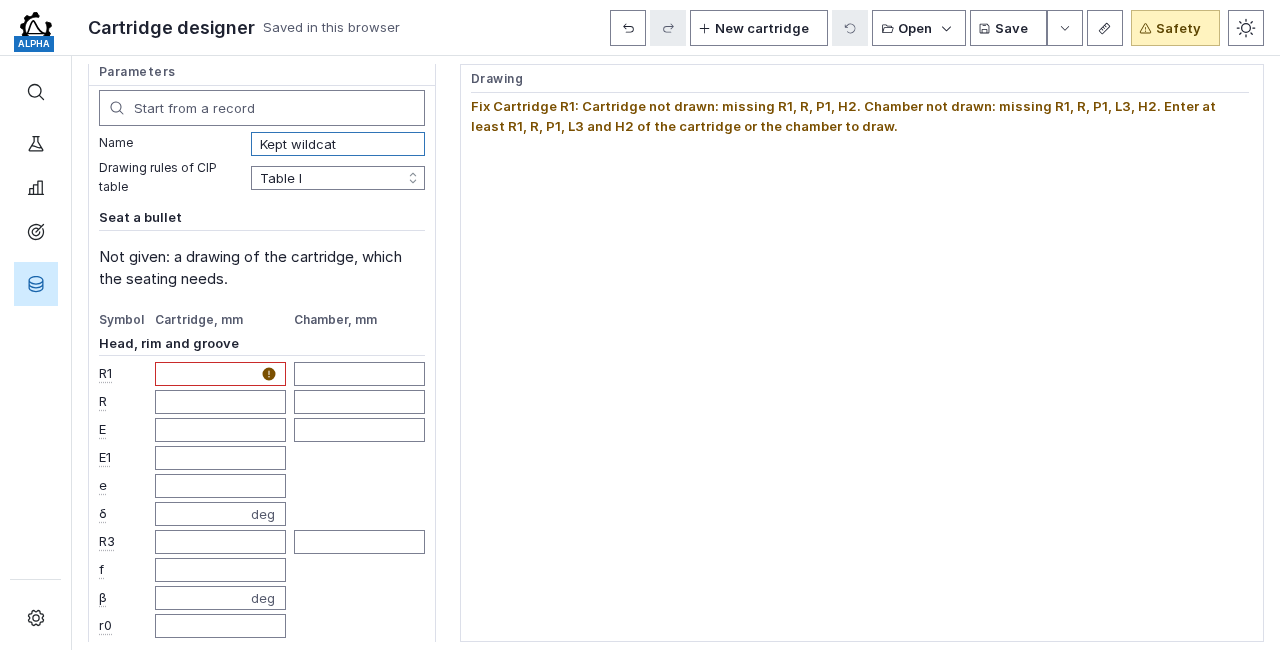 ALPHA
Cartridge designer
Saved in this browser
New cartridge
Open
Save
Safety
Parameters
Start from a record
Name
Kept wildcat
Drawing rules of CIP
table
Table I
Seat a bullet
Not given: a drawing of the cartridge, which
the seating needs.
Symbol Cartridge, mm Chamber, mm
Head, rim and groove
R1
R
E
E1
e
δ deg
R3
f
β deg
r0
Drawing
Fix Cartridge R1: Cartridge not drawn: missing R1, R, P1, H2. Chamber not drawn: missing R1, R, P1, L3, H2. Enter at
least R1, R, P1, L3 and H2 of the cartridge or the chamber to draw.